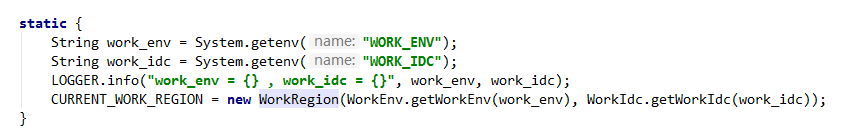 static {
    String work_env = System.getenv( name: "WORK_ENV");
    String work_idc = System.getenv( name: "WORK_IDC");
    LOGGER.info("work_env = {} , work_idc = {}", work_env, work_idc);
    CURRENT_WORK_REGION = new WorkRegion(WorkEnv.getWorkEnv(work_env), WorkIdc.getWorkIdc(work_idc));
}